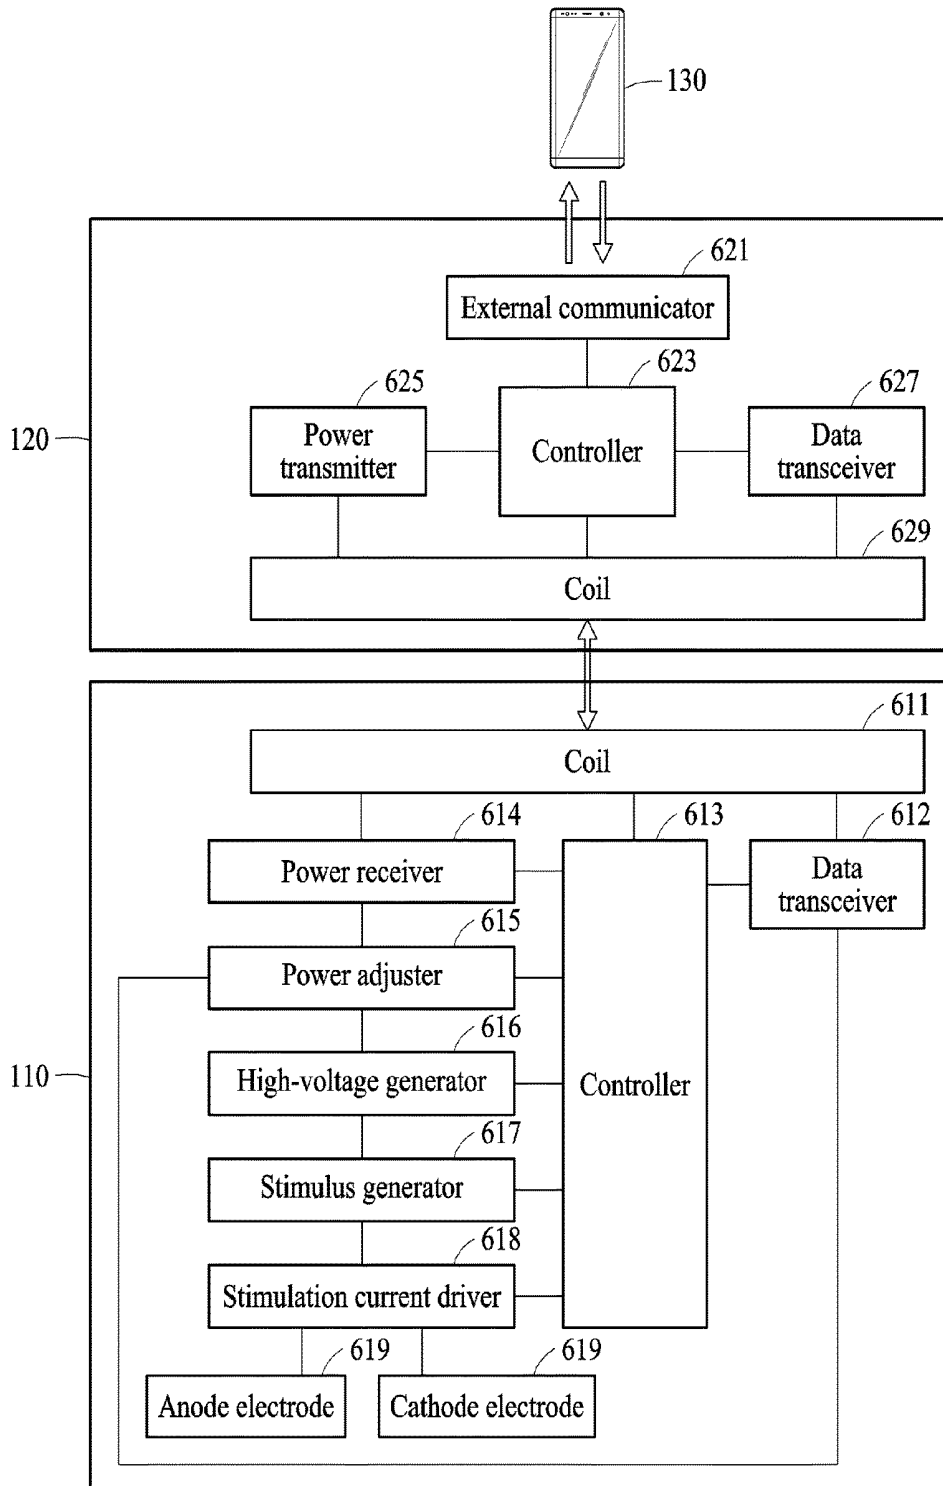 130
621
External communicator
623
625
627
120
Power
transmitter
Controller
Data
transceiver
629
Coil
611
Coil
614
613
612
Power receiver
Data
transceiver
615
Power adjuster
616
110
High-voltage generator
Controller
617
Stimulus generator
618
Stimulation current driver
619
619
Anode electrode
Cathode electrode